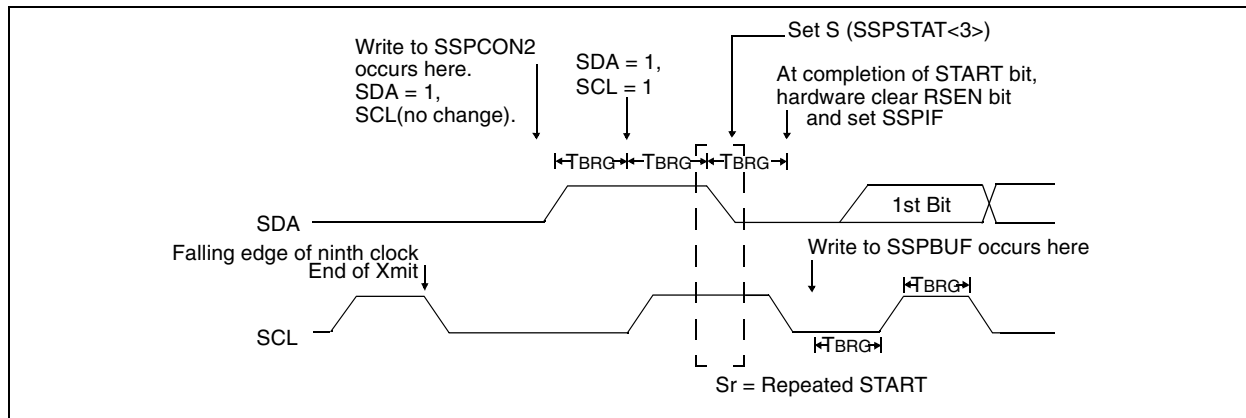 Write to SSPCON2
occurs here.
SDA = 1,
SCL(no change).
SDA = 1,
SCL = 1
Set S (SSPSTAT<3>)
At completion of START bit,
hardware clear RSEN bit
and set SSPIF
TBRG
TBRG
TBRG
SDA
1st Bit
Falling edge of ninth clock
End of Xmit
Write to SSPBUF occurs here
TBRG
SCL
TBRG
Sr = Repeated START